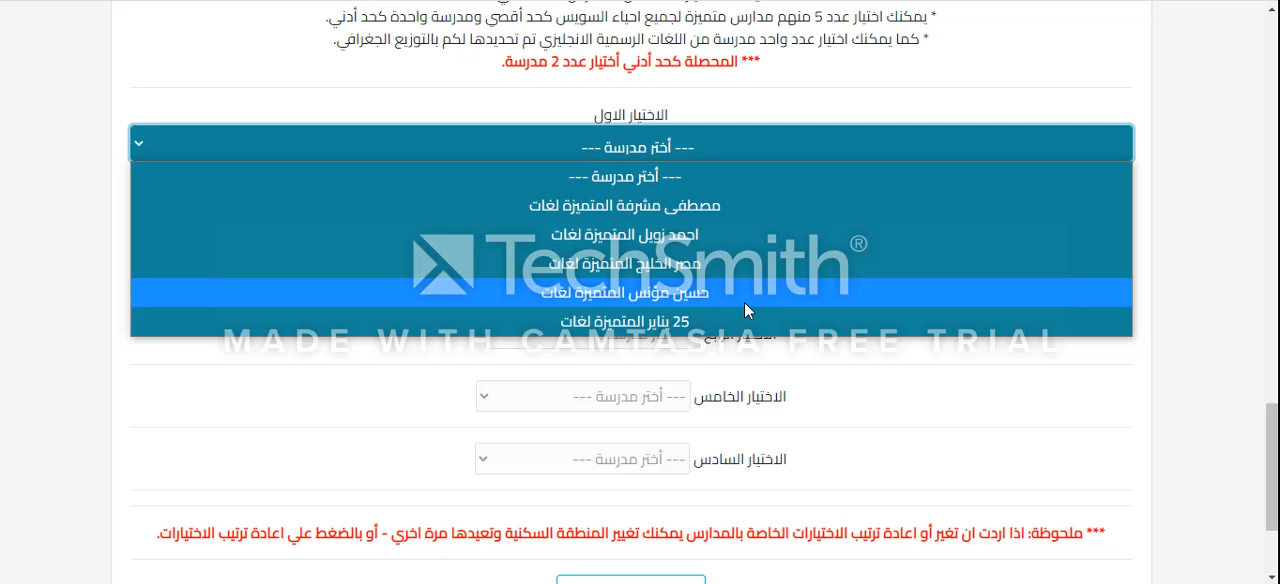 * يمكنك اختيار عدد 5 منهم مدارس متميزة لجميع احياء السويس كحد أقصي ومدرسة واحدة كحد أدني.
* كما يمكنك اختيار عدد واحد مدرسة من اللغات الرسمية الانجليزي تم تحديدها لكم بالتوزيع الجغرافي.
*** المحصلة كحد أدني أختيار عدد 2 مدرسة.
الاختيار الاول
--- أختر مدرسة ---
--- أختر مدرسة ---
مصطفى مشرفة المتميزة لغات
احمد زويل المتميزة لغات
TechSmith®
مصر الخليج المتميزة لغات
حسين مؤنس المتميزة لغات
25 يناير المتميزة لغات
MADE WITH CAMTASIA FREE TRIAL
الاختيار الخامس --- أختر مدرسة ---
الاختيار السادس --- أختر مدرسة ---
*** ملحوظة: اذا اردت ان تغير أو اعادة ترتيب الاختيارات الخاصة بالمدارس يمكنك تغيير المنطقة السكنية وتعيدها مرة اخري - أو بالضغط علي اعادة ترتيب الاختيارات.